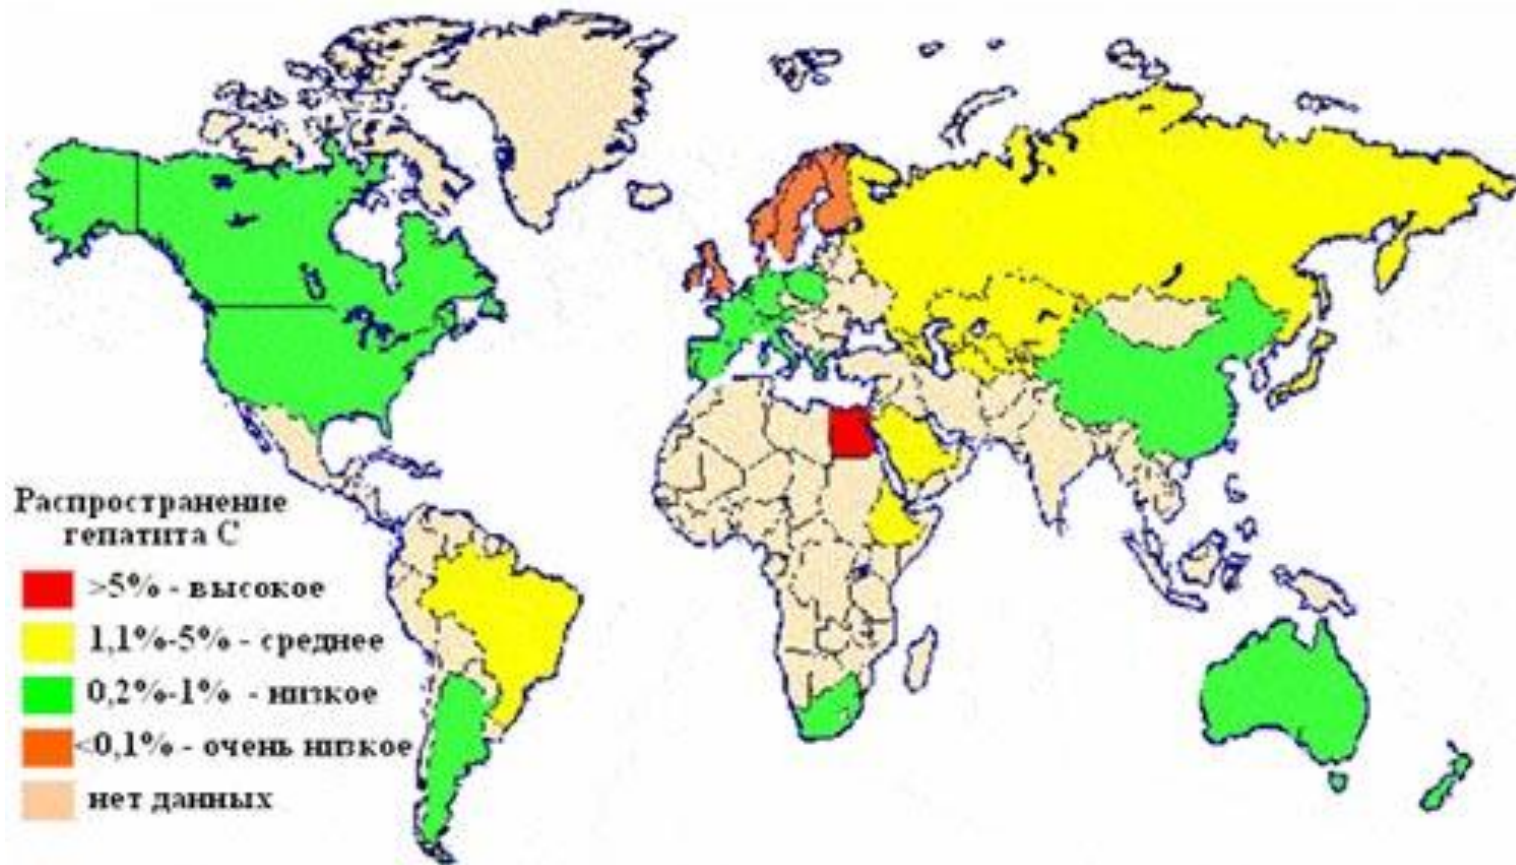 Распространение
гепатита С
>5% - высокое
1,1%-5% - среднее
0,2%-1% - низкое
<0,1% - очень низкое
нет данных